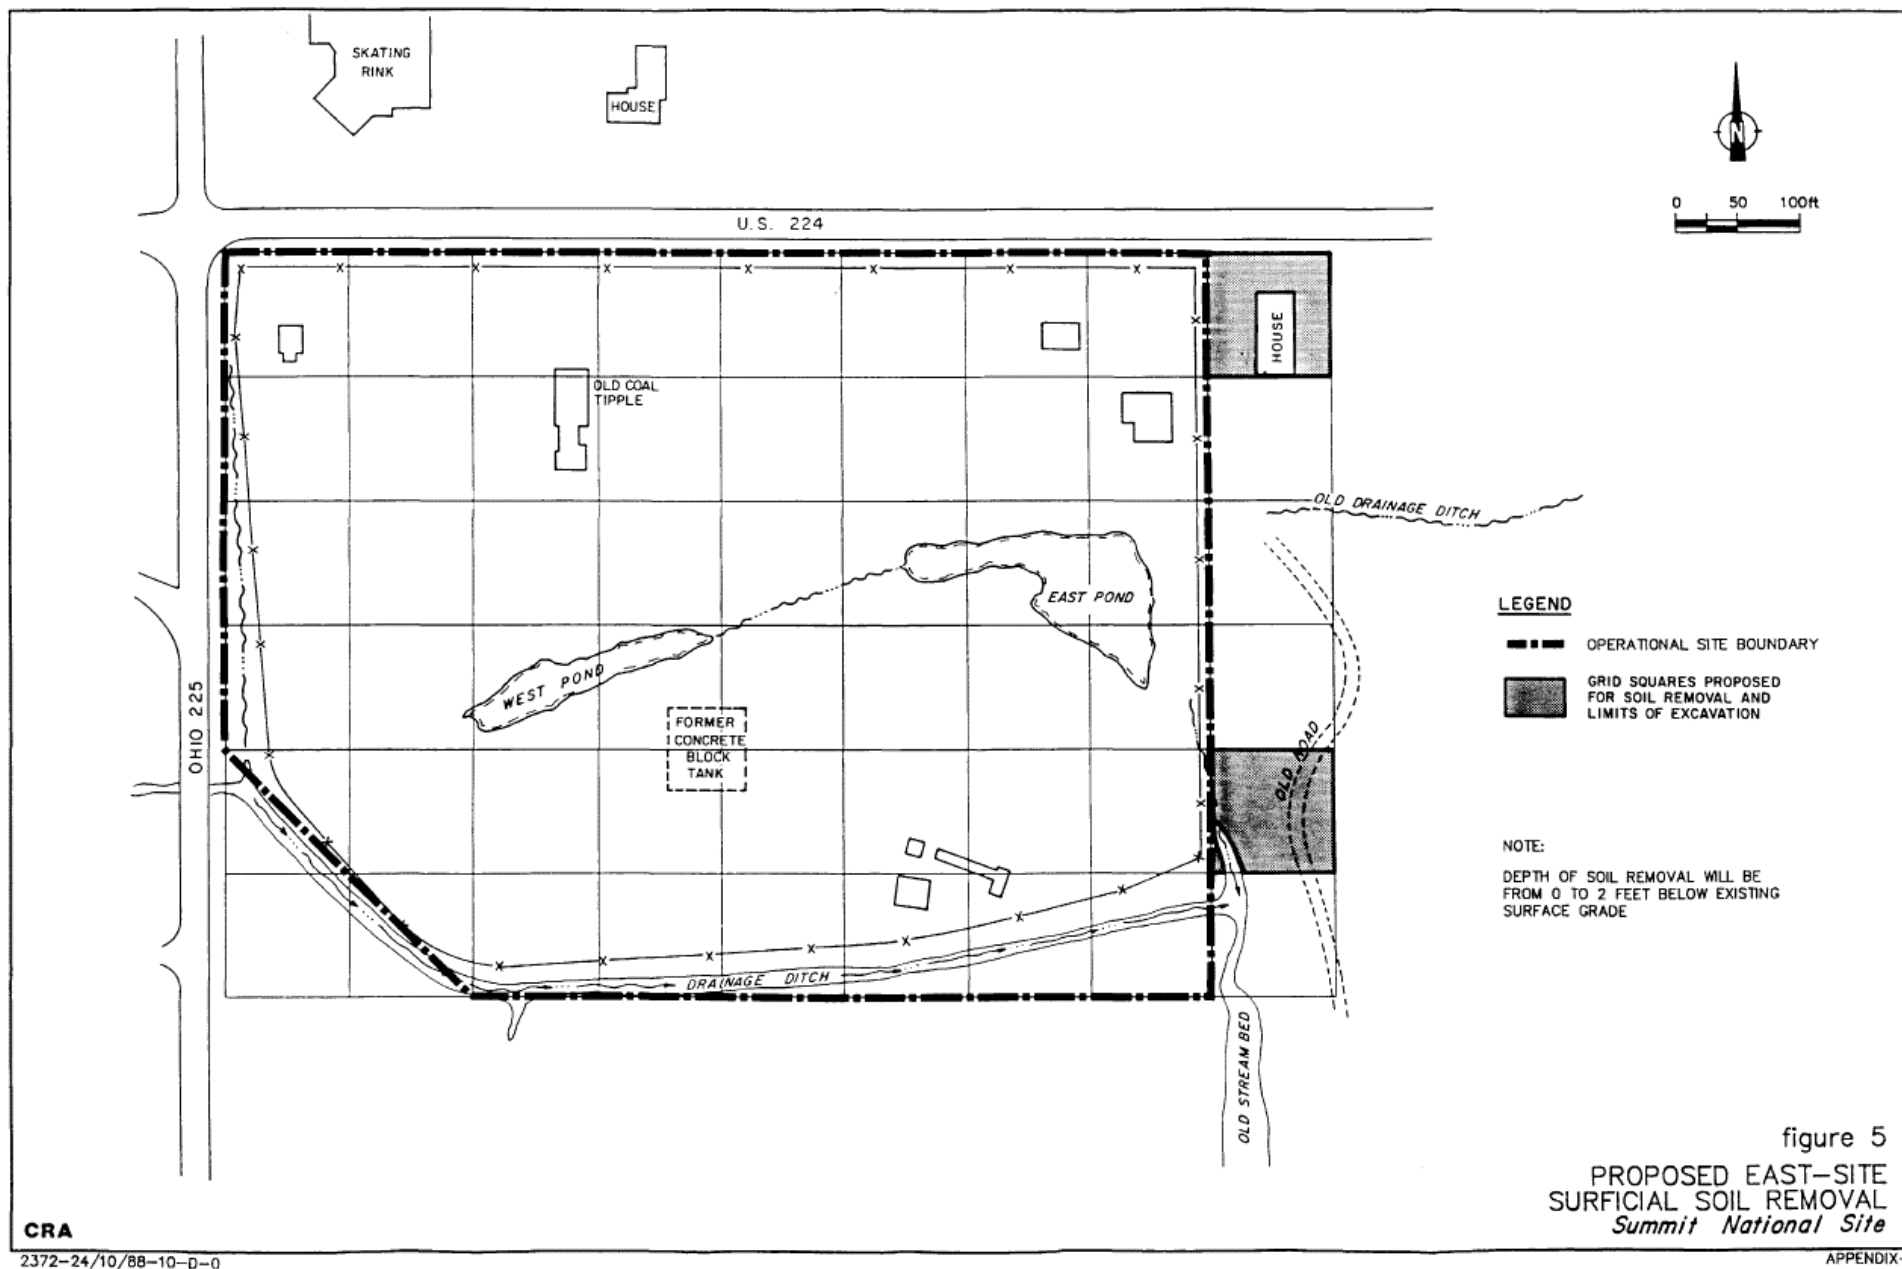 SKATING
RINK
HOUSE
N
0 50 100ft
U.S. 224
HOUSE
OLD COAL
TIPPLE
OLD DRAINAGE DITCH
EAST POND
WEST POND
LEGEND
OPERATIONAL SITE BOUNDARY
GRID SQUARES PROPOSED
FOR SOIL REMOVAL AND
LIMITS OF EXCAVATION
OHIO 225
FORMER
CONCRETE
BLOCK
TANK
OLD ROAD
NOTE:
DEPTH OF SOIL REMOVAL WILL BE
FROM 0 TO 2 FEET BELOW EXISTING
SURFACE GRADE
DRAINAGE DITCH
OLD STREAM BED
figure 5
PROPOSED EAST-SITE
SURFICIAL SOIL REMOVAL
Summit National Site
CRA
2372-24/10/88-10-D-0
APPENDIX-